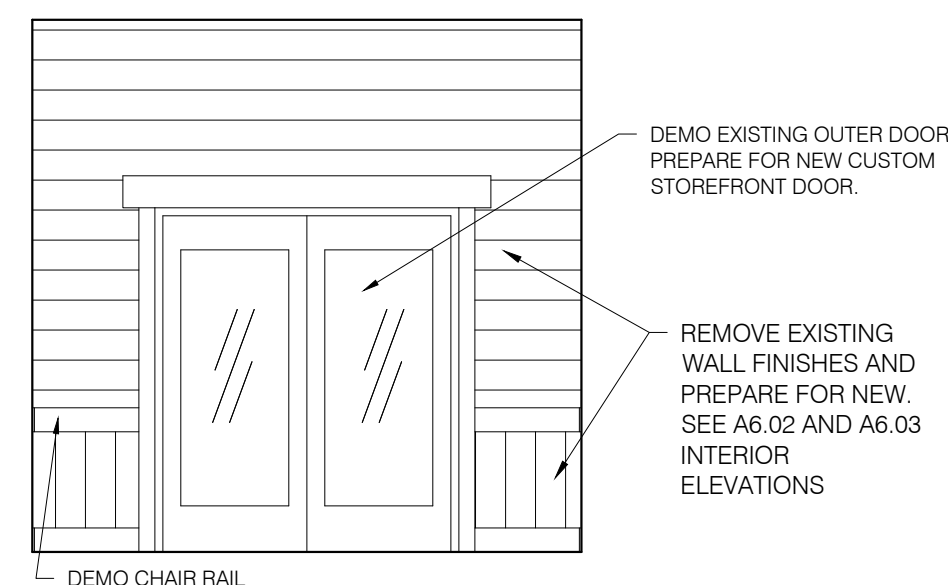 DEMO EXISTING OUTER DOOR
PREPARE FOR NEW CUSTOM
STOREFRONT DOOR.
REMOVE EXISTING
WALL FINISHES AND
PREPARE FOR NEW.
SEE A6.02 AND A6.03
INTERIOR
ELEVATIONS
DEMO CHAIR RAIL